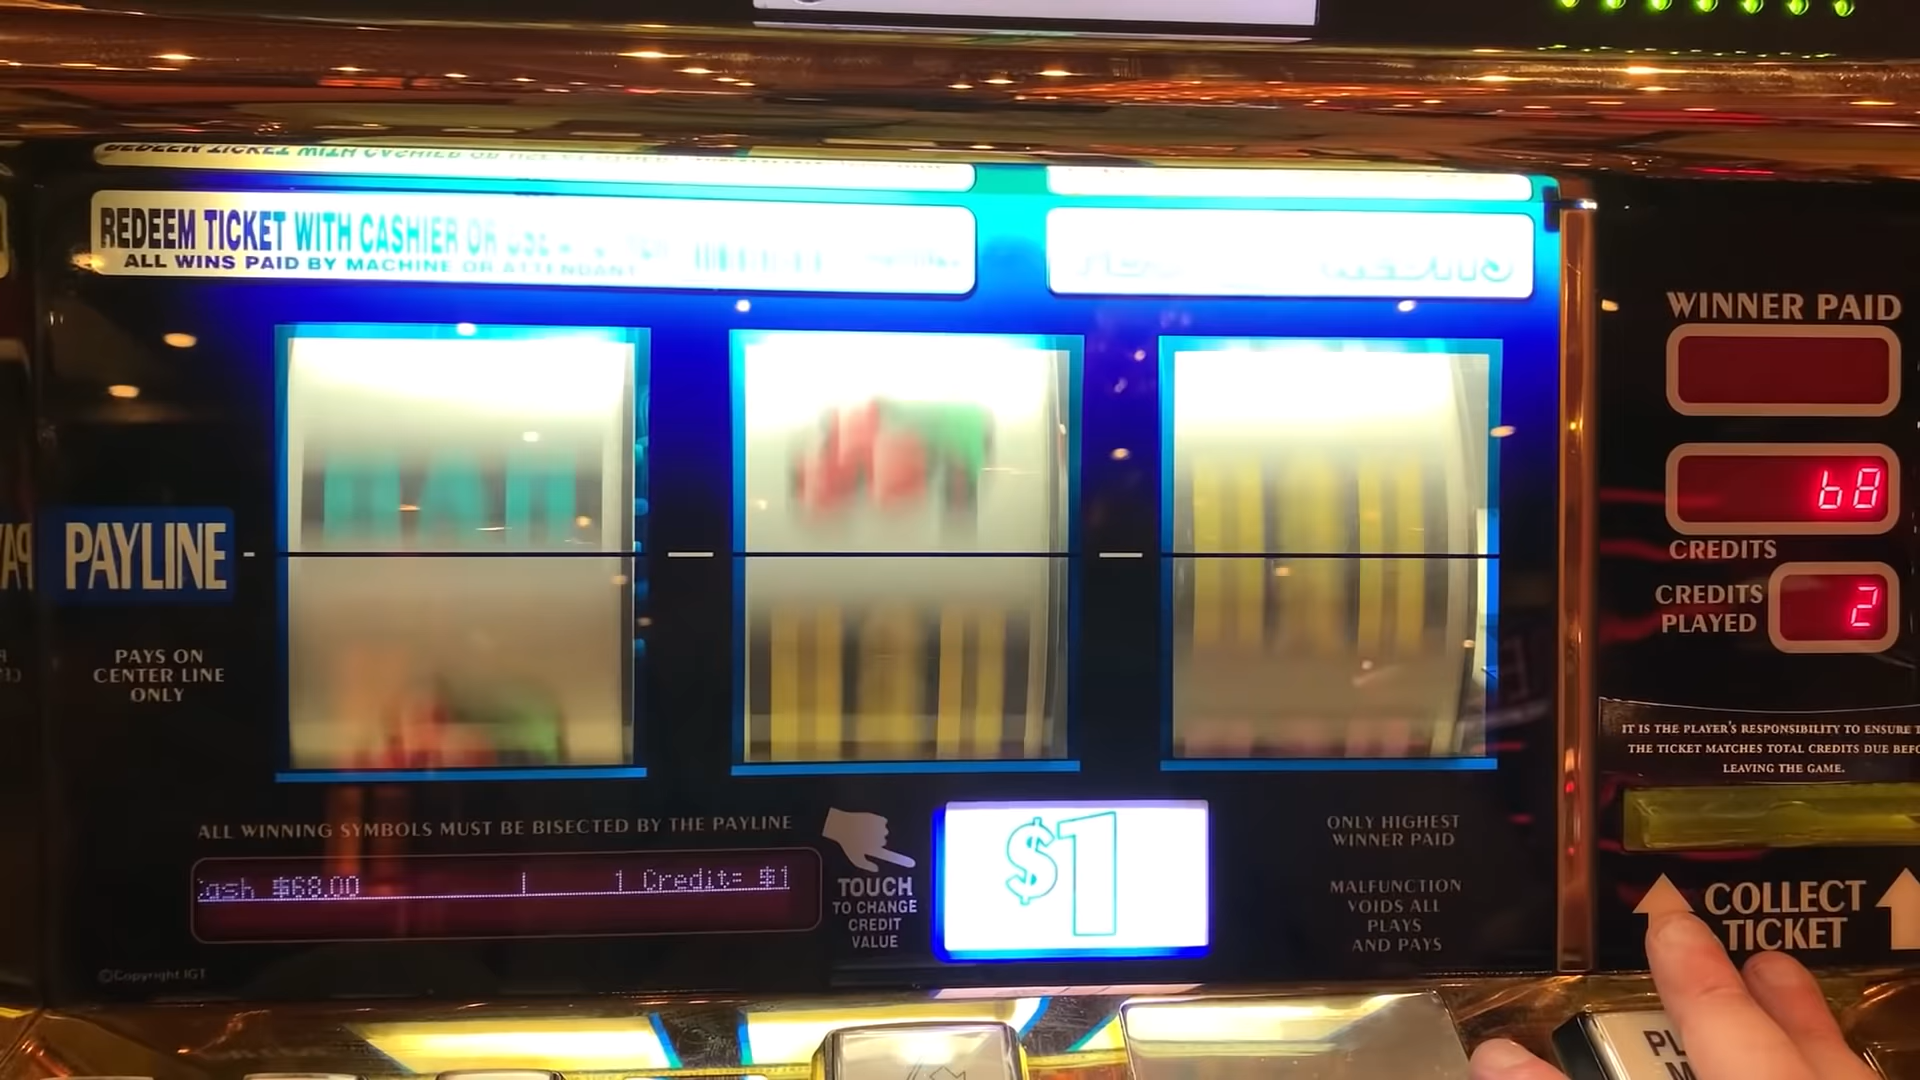 REDEEM TICKET WITH CASHIER OR
ALL WINS PAID BY MACHINE OR ATTENDANT
CREDITS
WINNER PAID
68
CREDITS
CREDITS
PLAYED
2
PAYLINE
PAYS ON
CENTER LINE
ONLY
IT IS THE PLAYER'S RESPONSIBILITY TO ENSURE
THE TICKET MATCHES TOTAL CREDITS DUE
LEAVING THE GAME.
ALL WINNING SYMBOLS MUST BE BISECTED BY THE PAYLINE
$68.00 1 Credit= $1
TOUCH
TO CHANGE
CREDIT
VALUE
$1
ONLY HIGHEST
WINNER PAID
MALFUNCTION
VOIDS ALL
PLAYS
AND PAYS
COLLECT
TICKET
©Copyright IGT